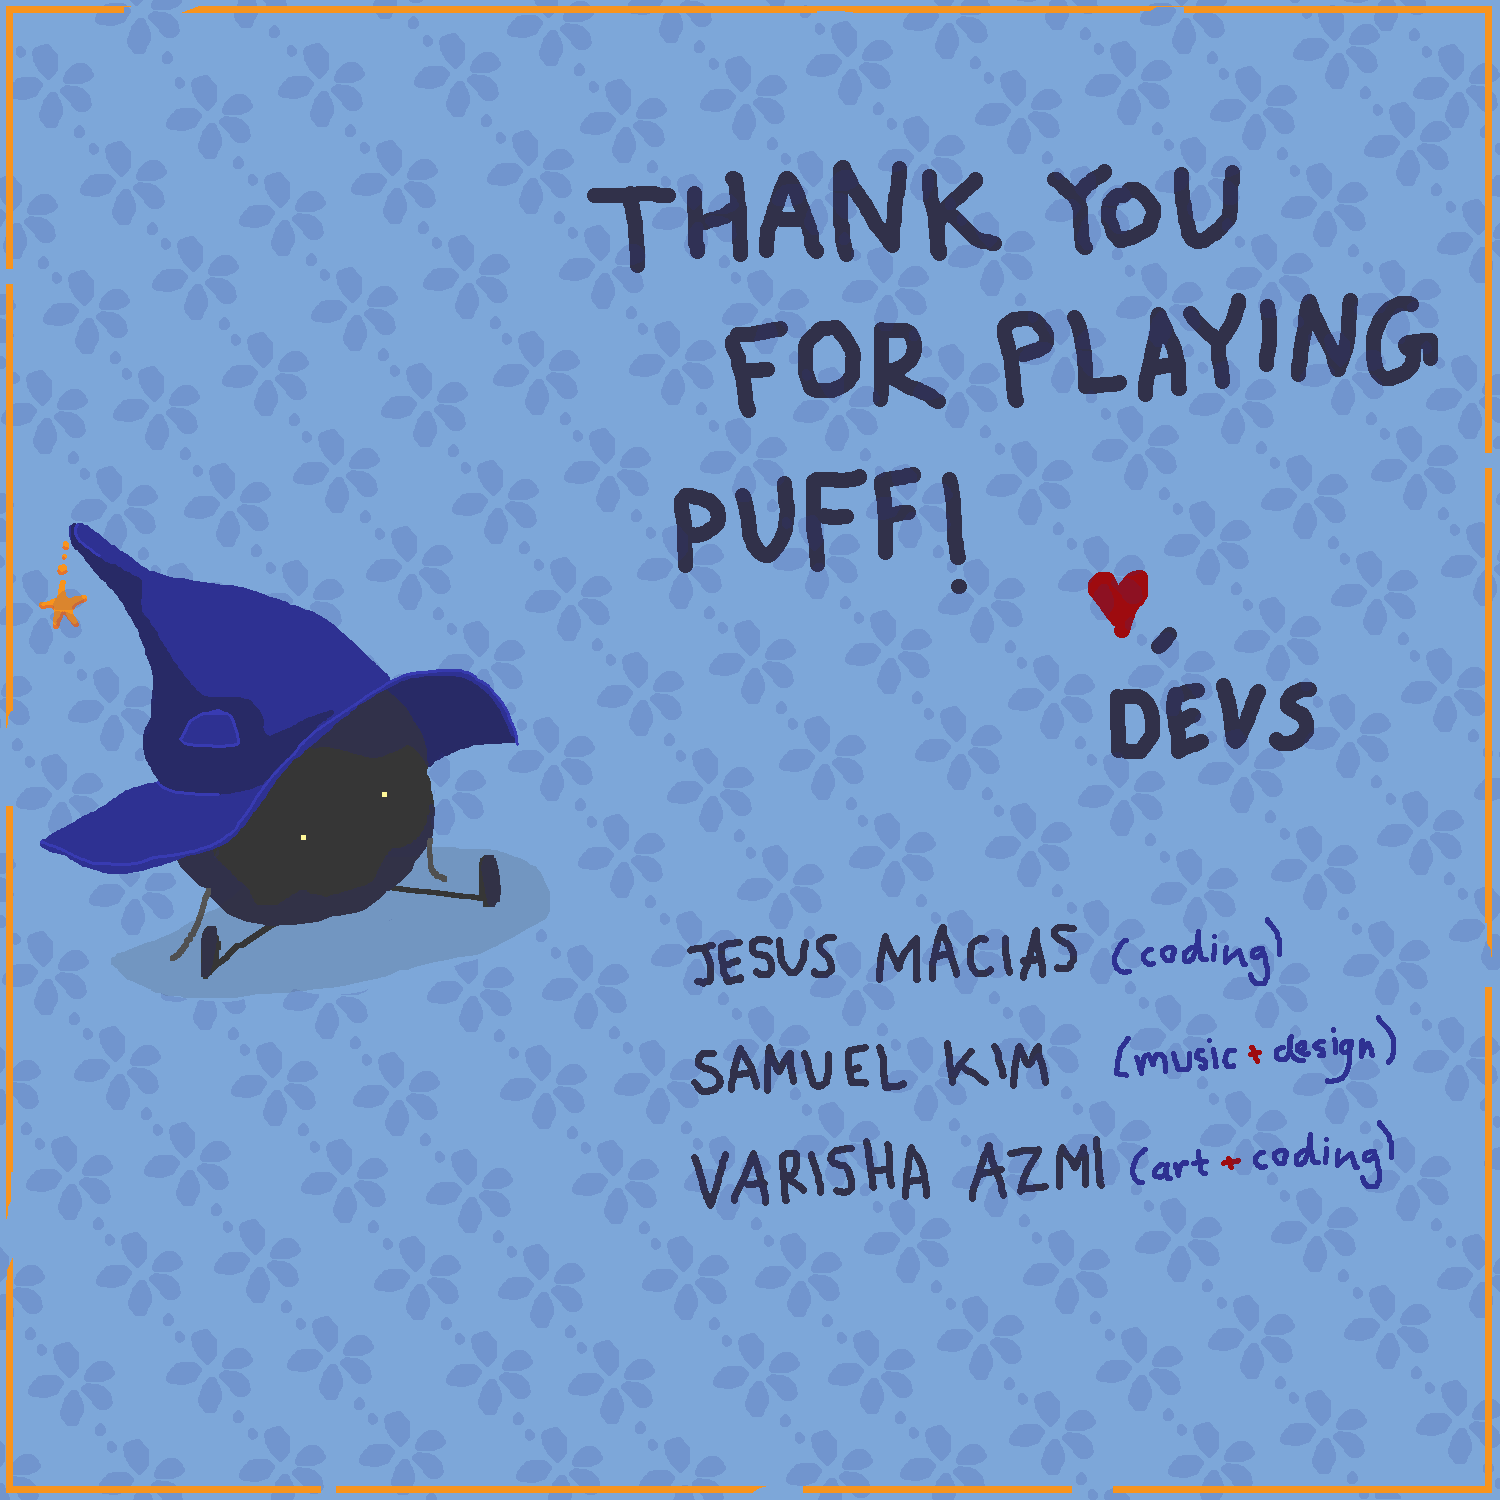 THANK YOU
FOR PLAYING
PUFF!
DEVS
JESUS MACIAS (coding)
SAMUEL KIM (music + design)
VARISHA AZMI (art + coding)